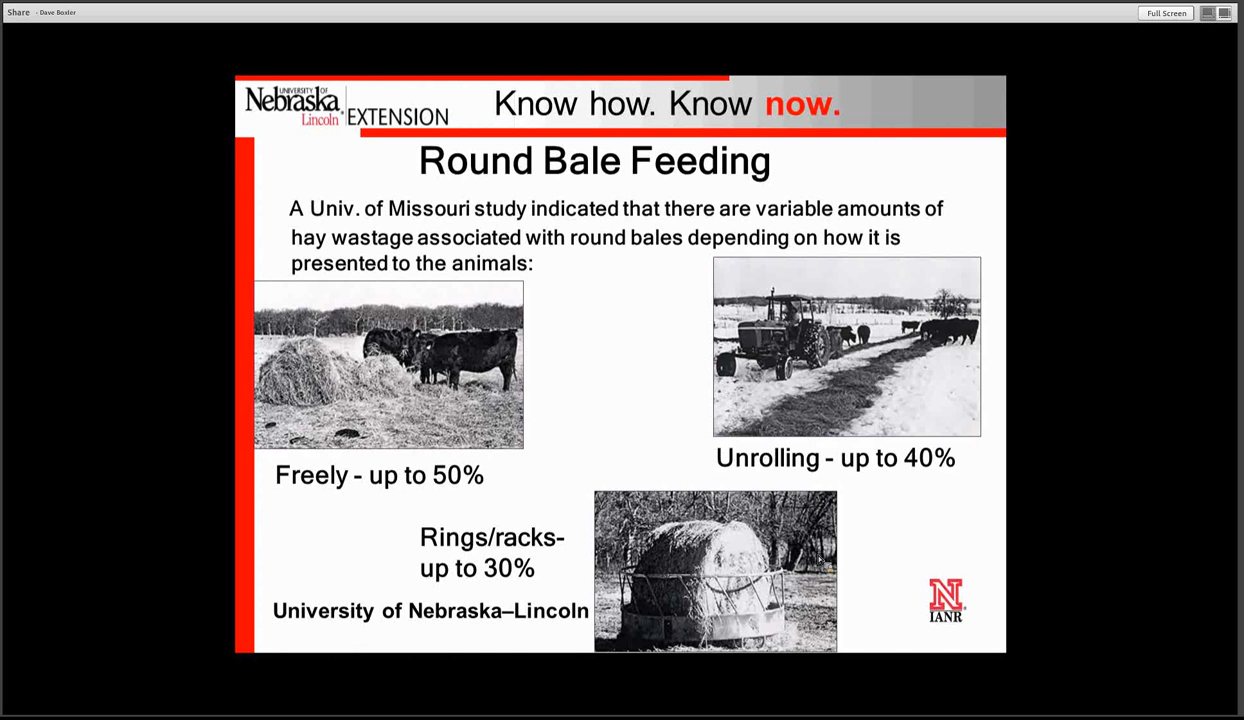 Share - Dave Boxler
Full Screen
UNIVERSITY OF
Nebraska
Lincoln
EXTENSION
Know how. Know now.
Round Bale Feeding
A Univ. of Missouri study indicated that there are variable amounts of
hay wastage associated with round bales depending on how it is
presented to the animals:
Freely - up to 50%
Unrolling - up to 40%
Rings/racks-
up to 30%
University of Nebraska–Lincoln
N
IANR